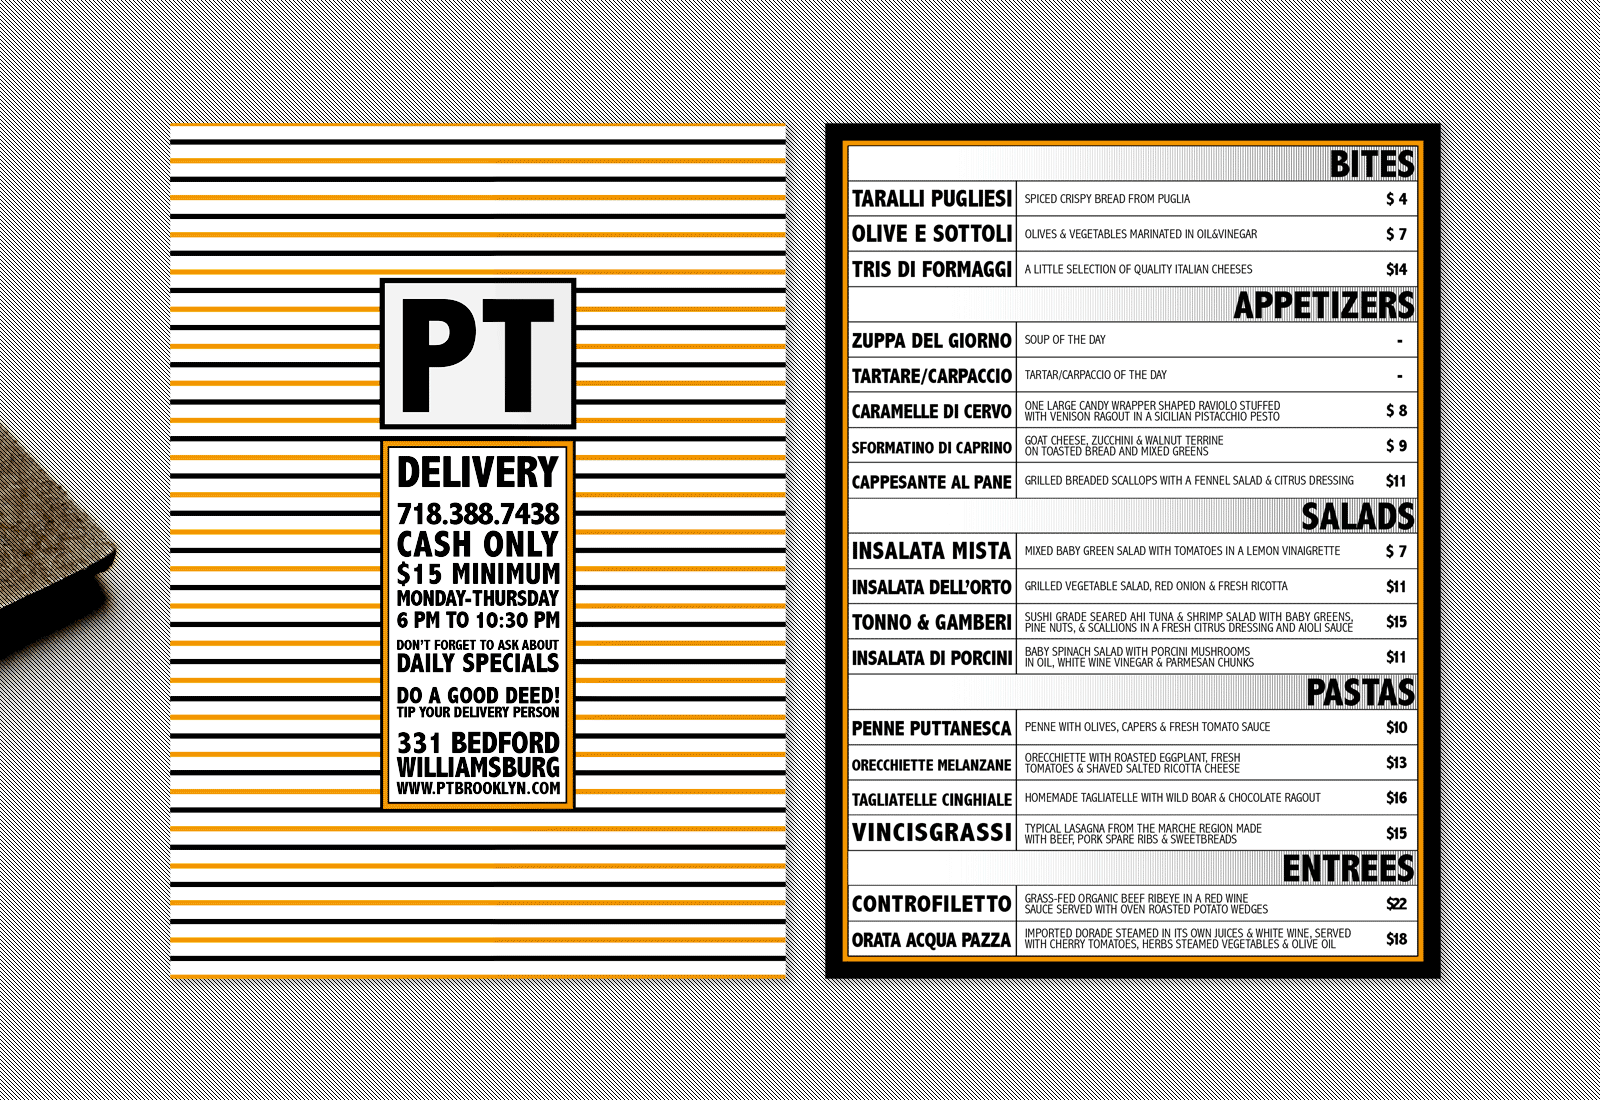 PT
DELIVERY
718.388.7438
CASH ONLY
$15 MINIMUM
MONDAY-THURSDAY
6 PM TO 10:30 PM
DON'T FORGET TO ASK ABOUT
DAILY SPECIALS
DO A GOOD DEED!
TIP YOUR DELIVERY PERSON
331 BEDFORD
WILLIAMSBURG
WWW.PTBROOKLYN.COM
BITES
TARALLI PUGLIESI SPICED CRISPY BREAD FROM PUGLIA $ 4
OLIVE E SOTTOLI OLIVES & VEGETABLES MARINATED IN OIL&VINEGAR $ 7
TRIS DI FORMAGGI A LITTLE SELECTION OF QUALITY ITALIAN CHEESES $14
APPETIZERS
ZUPPA DEL GIORNO SOUP OF THE DAY -
TARTARE/CARPACCIO TARTAR/CARPACCIO OF THE DAY -
CARAMELLE DI CERVO ONE LARGE CANDY WRAPPER SHAPED RAVIOLO STUFFED
WITH VENISON RAGOUT IN A SICILIAN PISTACCHIO PESTO $ 8
SFORMATINO DI CAPRINO GOAT CHEESE, ZUCCHINI & WALNUT TERRINE
ON TOASTED BREAD AND MIXED GREENS $ 9
CAPPESANTE AL PANE GRILLED BREADED SCALLOPS WITH A FENNEL SALAD & CITRUS DRESSING $11
SALADS
INSALATA MISTA MIXED BABY GREEN SALAD WITH TOMATOES IN A LEMON VINAIGRETTE $ 7
INSALATA DELL'ORTO GRILLED VEGETABLE SALAD, RED ONION & FRESH RICOTTA $11
TONNO & GAMBERI SUSHI GRADE SEARED AHI TUNA & SHRIMP SALAD WITH BABY GREENS,
PINE NUTS, & SCALLIONS IN A FRESH CITRUS DRESSING AND AIOLI SAUCE $15
INSALATA DI PORCINI BABY SPINACH SALAD WITH PORCINI MUSHROOMS
IN OIL, WHITE WINE VINEGAR & PARMESAN CHUNKS $11
PASTAS
PENNE PUTTANESCA PENNE WITH OLIVES, CAPERS & FRESH TOMATO SAUCE $10
ORECCHIETTE MELANZANE ORECCHIETTE WITH ROASTED EGGPLANT, FRESH
TOMATOES & SHAVED SALTED RICOTTA CHEESE $13
TAGLIATELLE CINGHIALE HOMEMADE TAGLIATELLE WITH WILD BOAR & CHOCOLATE RAGOUT $16
VINCISGRASSI TYPICAL LASAGNA FROM THE MARCHE REGION MADE
WITH BEEF, PORK SPARE RIBS & SWEETBREADS $15
ENTREES
CONTROFILETTO GRASS-FED ORGANIC BEEF RIBEYE IN A RED WINE
SAUCE SERVED WITH OVEN ROASTED POTATO WEDGES $22
ORATA ACQUA PAZZA IMPORTED DORADE STEAMED IN ITS OWN JUICES & WHITE WINE, SERVED
WITH CHERRY TOMATOES, HERBS STEAMED VEGETABLES & OLIVE OIL $18